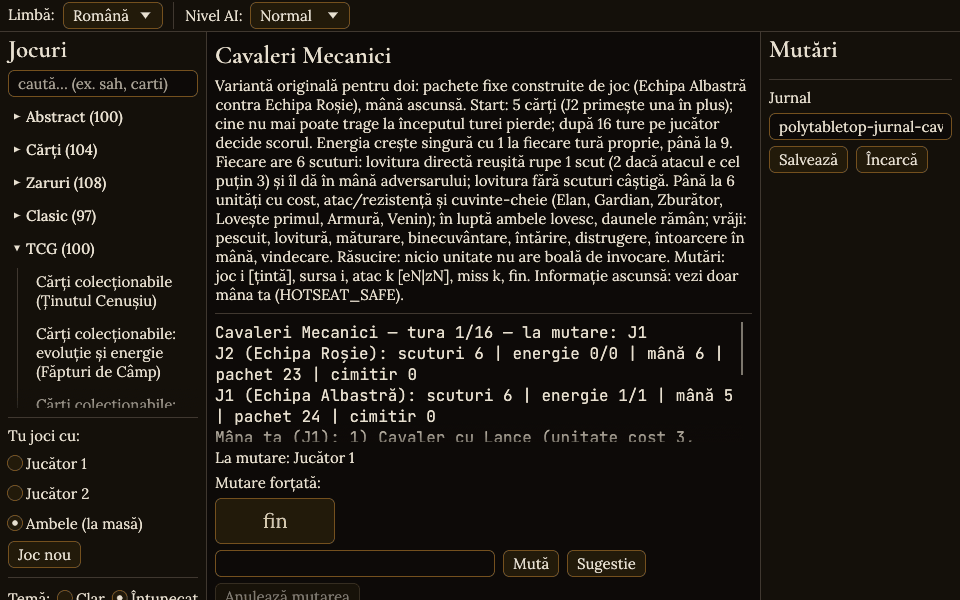 Limbă: Română ▼ Nivel AI: Normal ▼
Jocuri
caută... (ex. sah, carti)
▸ Abstract (100)
▸ Cărți (104)
▸ Zaruri (108)
▸ Clasic (97)
▾ TCG (100)
Cărți colecționabile
(Ținutul Cenușiu)
Cărți colecționabile:
evoluție și energie
(Făpturi de Câmp)
Cărți colecționabile:
Tu joci cu:
Jucător 1
Jucător 2
Ambele (la masă)
Joc nou
Temă: Clar Întunecat
Cavaleri Mecanici
Variantă originală pentru doi: pachete fixe construite de joc (Echipa Albastră
contra Echipa Roșie), mână ascunsă. Start: 5 cărți (J2 primește una în plus);
cine nu mai poate trage la începutul turei pierde; după 16 ture pe jucător
decide scorul. Energia crește singură cu 1 la fiecare tură proprie, până la 9.
Fiecare are 6 scuturi: lovitura directă reușită rupe 1 scut (2 dacă atacul e cel
puțin 3) și îl dă în mână adversarului; lovitura fără scuturi câștigă. Până la 6
unități cu cost, atac/rezistență și cuvinte-cheie (Elan, Gardian, Zburător,
Lovește primul, Armură, Venin); în luptă ambele lovesc, daunele rămân; vrăji:
pescuit, lovitură, măturare, binecuvântare, întărire, distrugere, întoarcere în
mână, vindecare. Răsucire: nicio unitate nu are boală de invocare. Mutări:
joc i [țintă], sursa i, atac k [eN|zN], miss k, fin. Informație ascunsă: vezi doar
mâna ta (HOTSEAT_SAFE).
Cavaleri Mecanici — tura 1/16 — la mutare: J1
J2 (Echipa Roșie): scuturi 6 | energie 0/0 | mână 6 |
pachet 23 | cimitir 0
J1 (Echipa Albastră): scuturi 6 | energie 1/1 | mână 5
| pachet 24 | cimitir 0
Mâna ta (J1): 1) Cavaler cu Lance (unitate cost 3,
La mutare: Jucător 1
Mutare forțată:
fin
Mută Sugestie
Anulează mutarea
Mutări
Jurnal
polytabletop-jurnal-cav
Salvează Încarcă